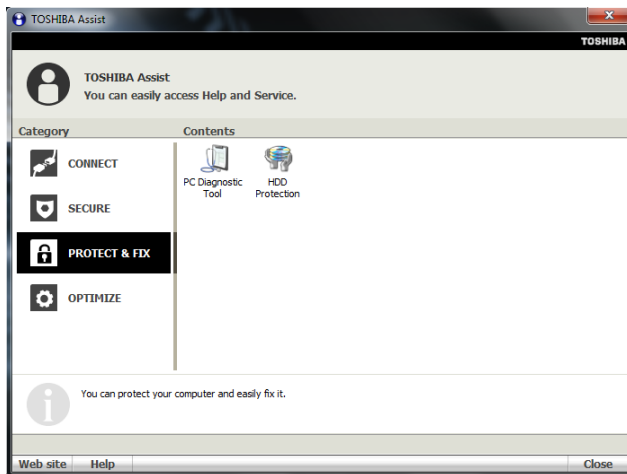 TOSHIBA Assist
TOSHIBA
TOSHIBA Assist
You can easily access Help and Service.
Category
Contents
CONNECT
SECURE
PROTECT & FIX
OPTIMIZE
PC Diagnostic
Tool
HDD
Protection
You can protect your computer and easily fix it.
Web site
Help
Close